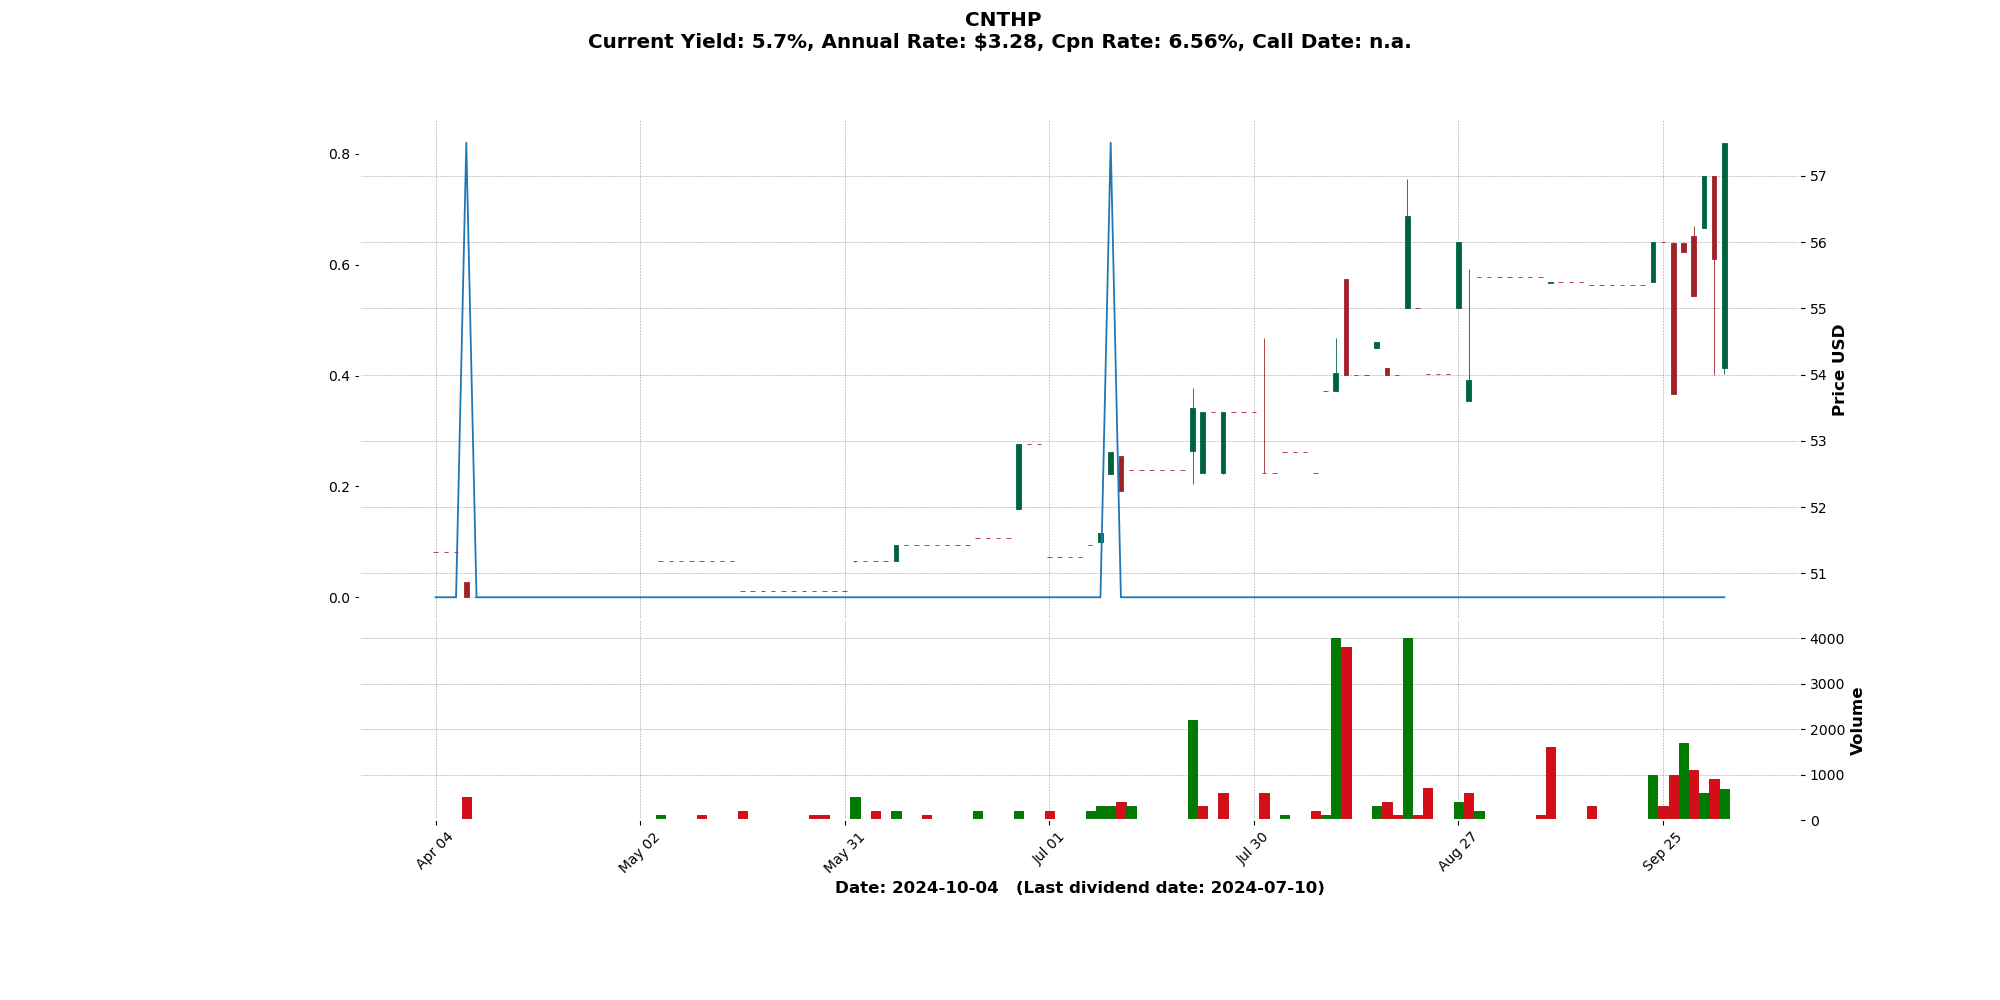 CNTHP
Current Yield: 5.7%, Annual Rate: $3.28, Cpn Rate: 6.56%, Call Date: n.a.
0.8
0.6
0.4
0.2
0.0
57
56
55
54
53
52
51
Price USD
4000
3000
2000
1000
0
Volume
Apr 04
May 02
May 31
Jul 01
Jul 30
Aug 27
Sep 25
Date: 2024-10-04   (Last dividend date: 2024-07-10)